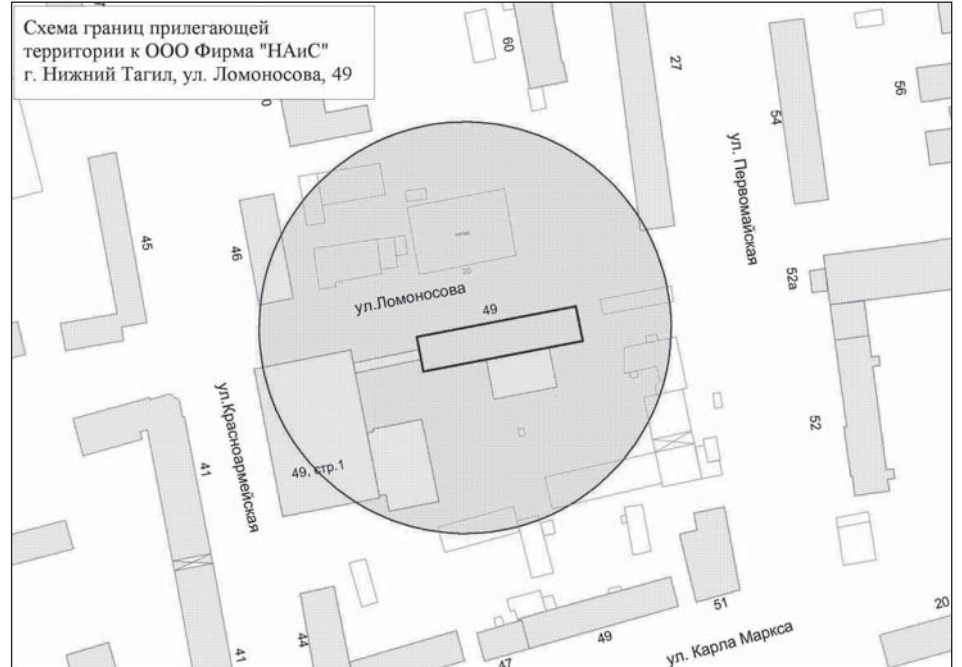 Схема границ прилегающей
территории к ООО Фирма "НАиС"
г. Нижний Тагил, ул. Ломоносова, 49
60
27
54
56
ул. Первомайская
45
46
52а
20
ул.Ломоносова
49
52
ул.Красноармейская
41
49, стр.1
44
41
47
49
51
ул. Карла Маркса
20